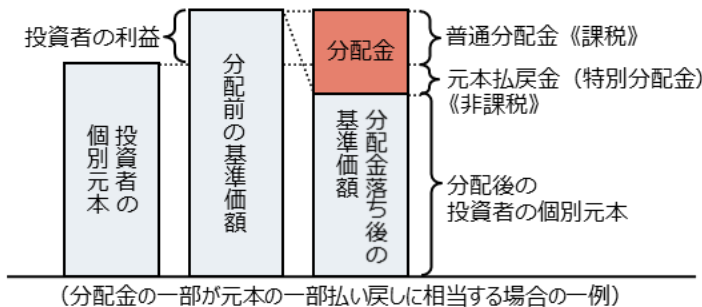 投資者の利益
分配金
普通分配金《課税》
元本払戻金（特別分配金）
《非課税》
投資者の
個別元本
分配前の基準価額
分配金落ち後の
基準価額
分配後の
投資者の個別元本
（分配金の一部が元本の一部払い戻しに相当する場合の一例）